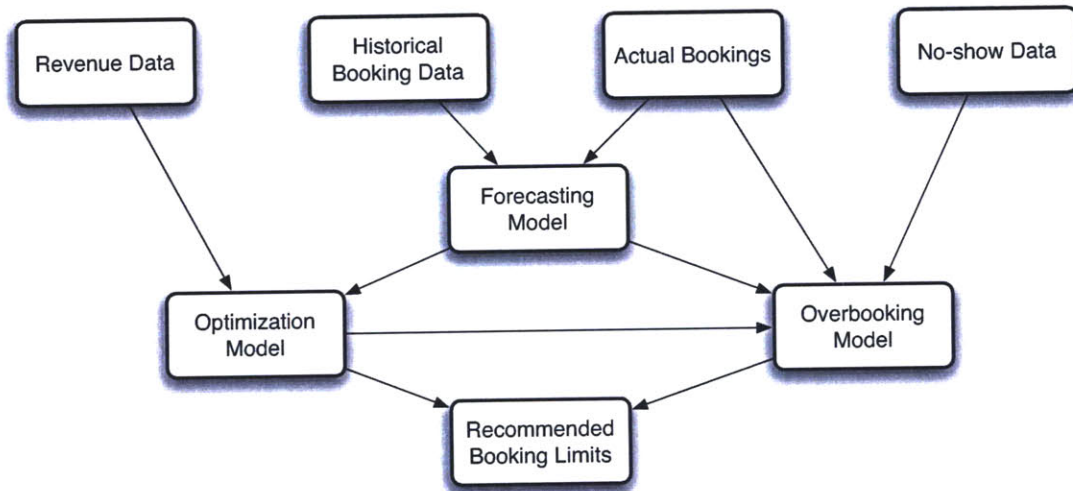 Revenue Data
Historical
Booking Data
Actual Bookings
No-show Data
Forecasting
Model
Optimization
Model
Overbooking
Model
Recommended
Booking Limits